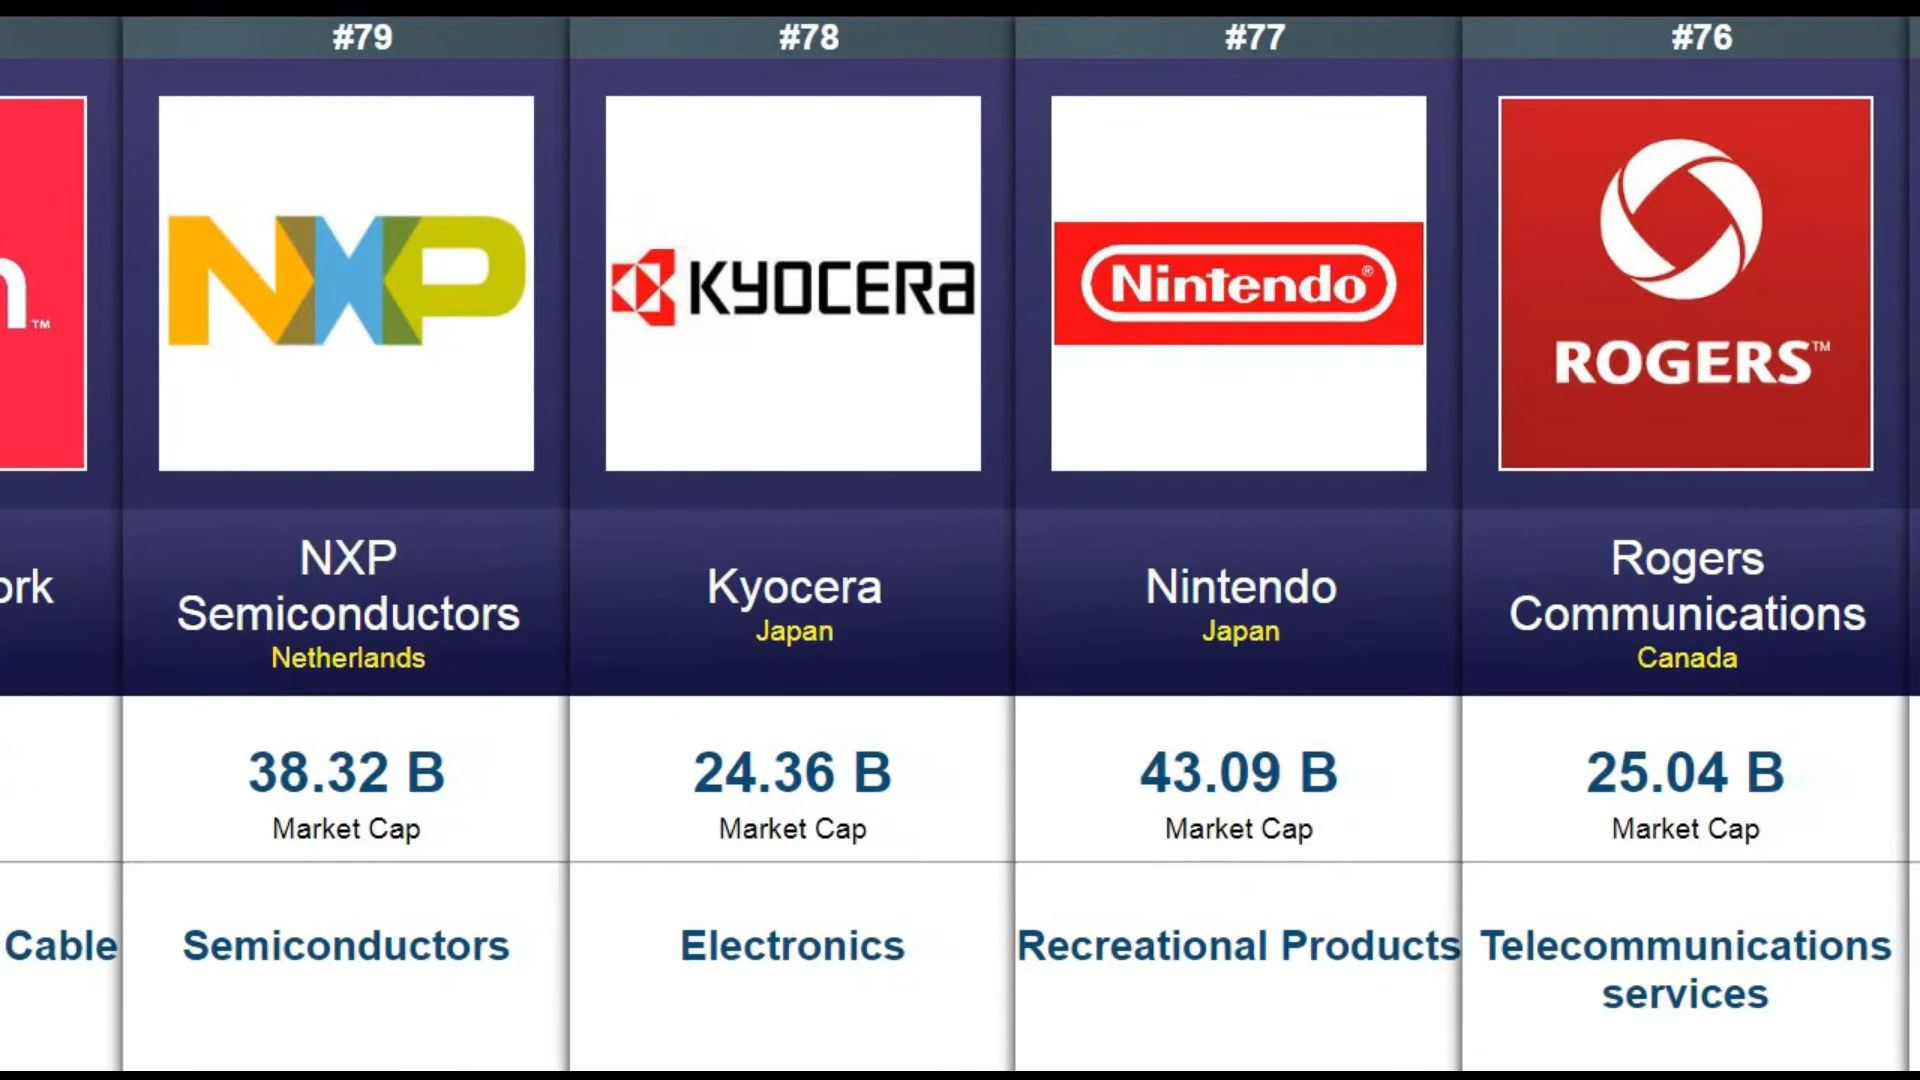 #79
#78
#77
#76
TM
NXP
KYOCERA
Nintendo®
ROGERS™
NXP
Semiconductors
Netherlands
Kyocera
Japan
Nintendo
Japan
Rogers
Communications
Canada
38.32 B
Market Cap
24.36 B
Market Cap
43.09 B
Market Cap
25.04 B
Market Cap
Cable
Semiconductors
Electronics
Recreational Products
Telecommunications
services